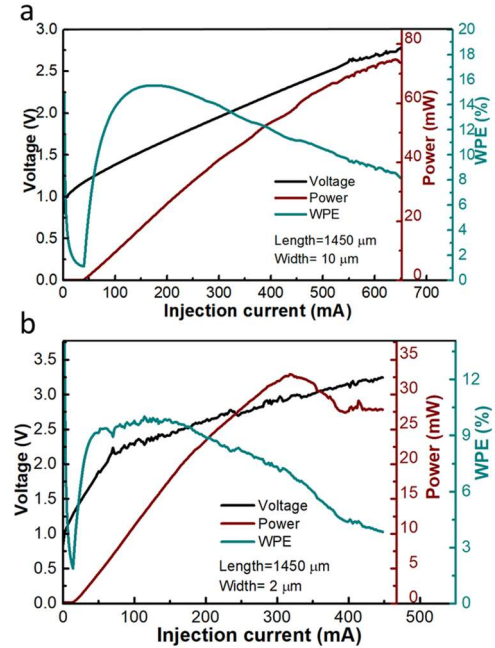 a
3.0
2.5
2.0
1.5
1.0
0.5
0.0
Voltage (V)
0 100 200 300 400 500 600 700
Injection current (mA)
80
60
40
20
0
Power (mW)
20
18
16
14
12
10
8
6
4
2
0
WPE (%)
Voltage
Power
WPE
Length=1450 μm
Width= 10 μm
b
3.5
3.0
2.5
2.0
1.5
1.0
0.5
0.0
Voltage (V)
0 100 200 300 400 500
Injection current (mA)
35
30
25
20
15
10
5
0
Power (mW)
12
9
6
3
0
WPE (%)
Voltage
Power
WPE
Length=1450 μm
Width= 2 μm